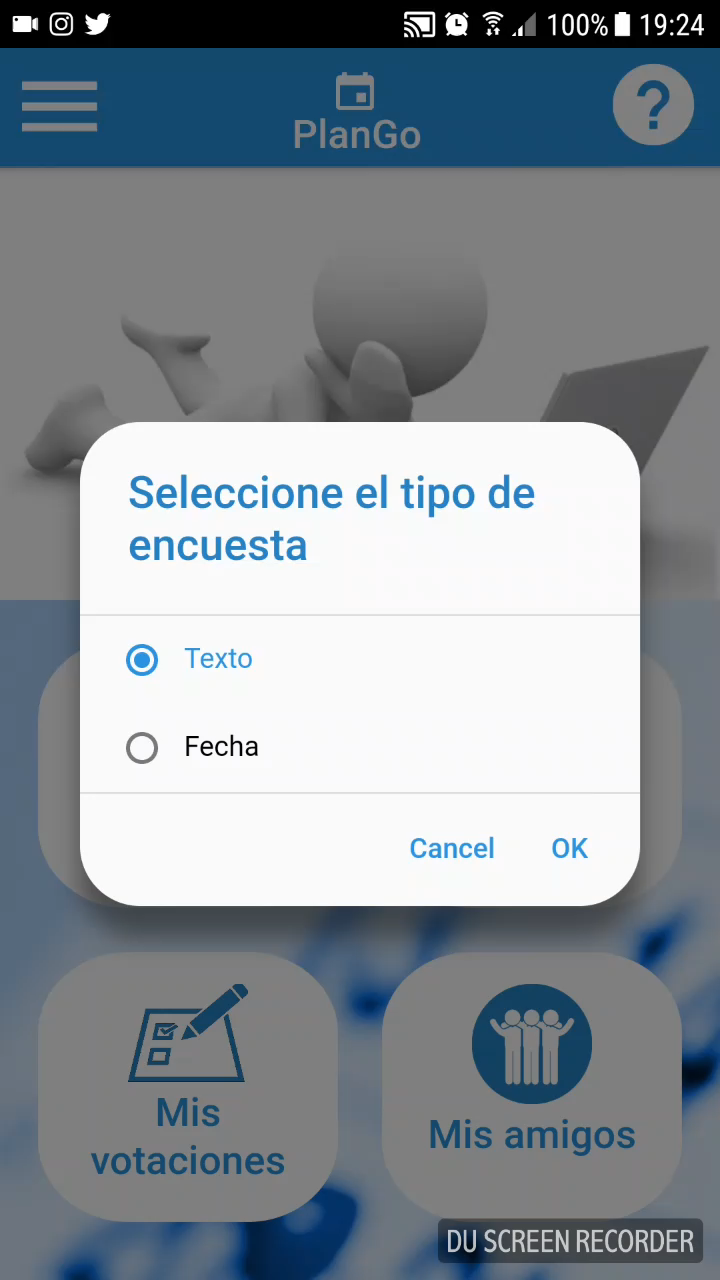 100% 19:24
PlanGo
?
Seleccione el tipo de
encuesta
Texto
Fecha
Cancel OK
Mis
votaciones
Mis amigos
DU SCREEN RECORDER